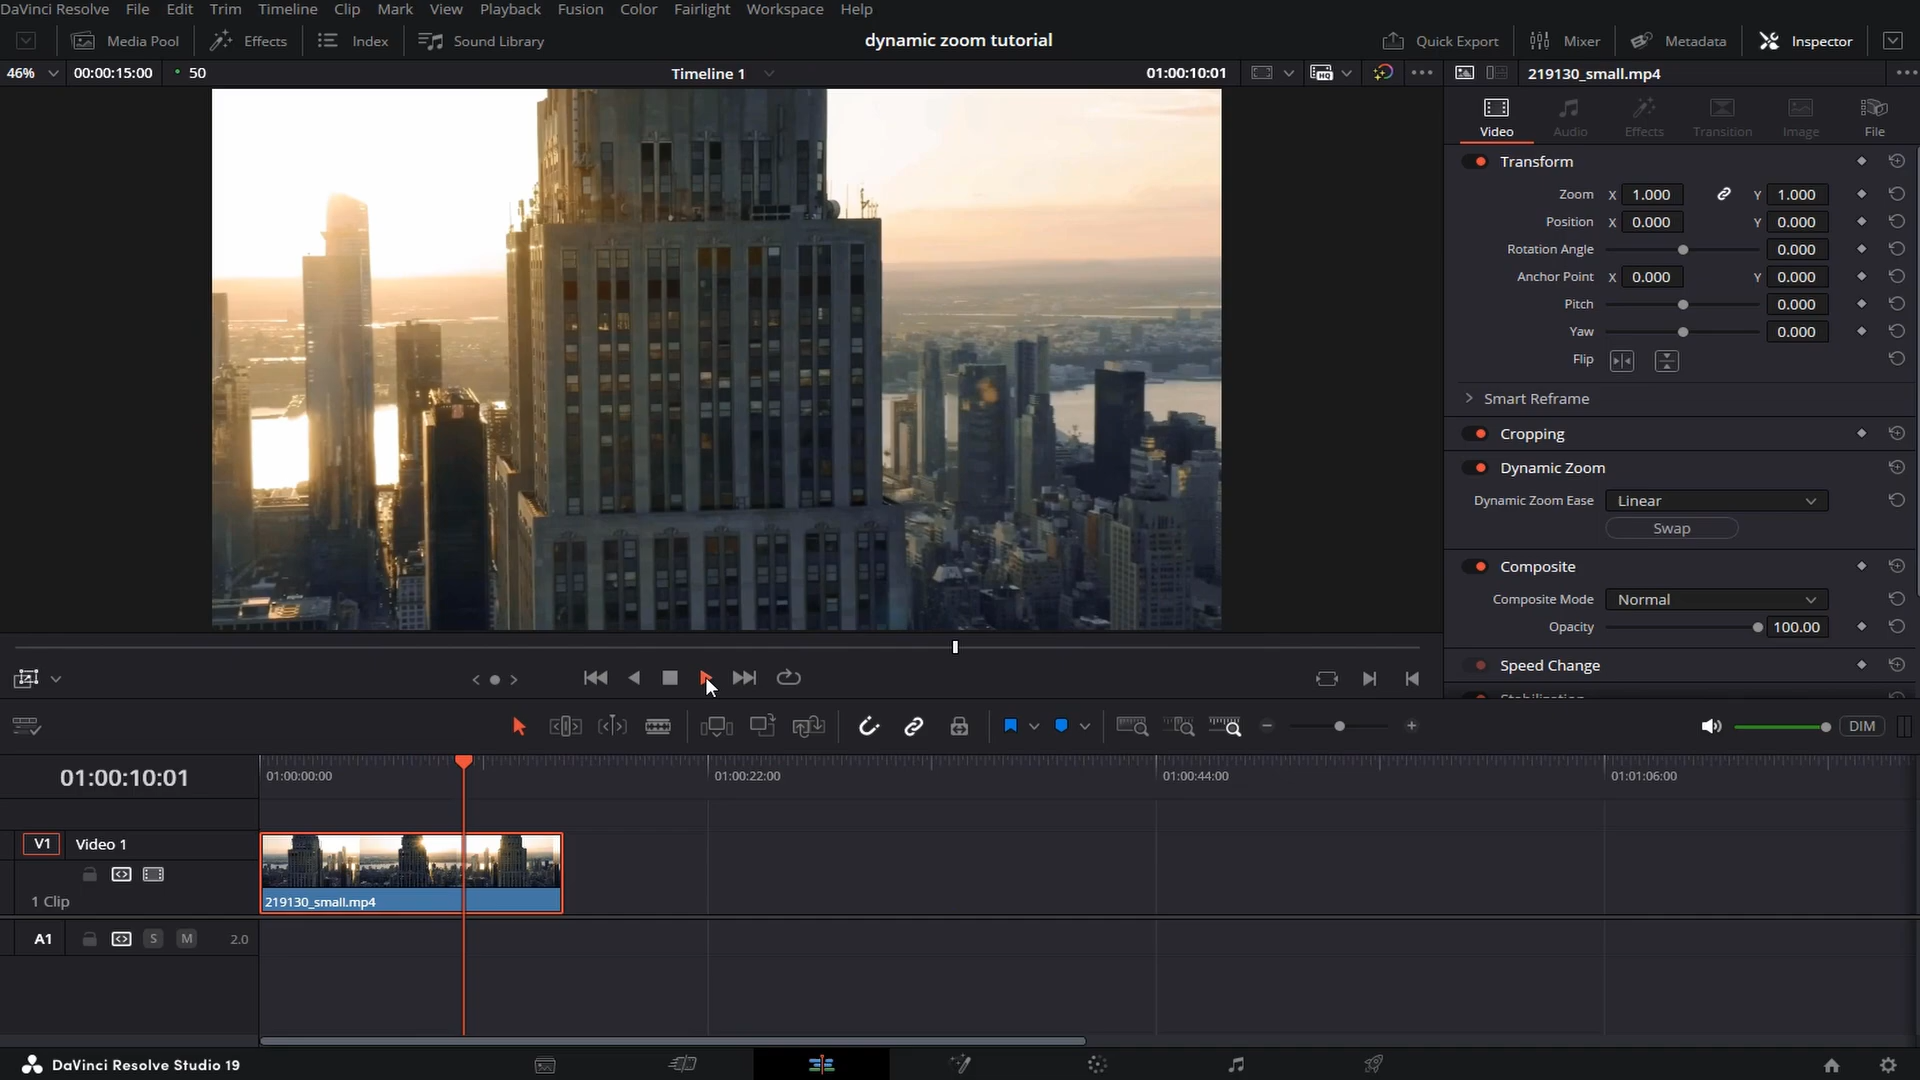 DaVinci Resolve File Edit Trim Timeline Clip Mark View Playback Fusion Color Fairlight Workspace Help
Media Pool Effects Index Sound Library dynamic zoom tutorial Quick Export Mixer Metadata Inspector
46% 00:00:15:00 50 Timeline 1 01:00:10:01 HQ 219130_small.mp4
Video Audio Effects Transition Image File
Transform
Zoom X 1.000 Y 1.000
Position X 0.000 Y 0.000
Rotation Angle 0.000
Anchor Point X 0.000 Y 0.000
Pitch 0.000
Yaw 0.000
Flip
Smart Reframe
Cropping
Dynamic Zoom
Dynamic Zoom Ease Linear
Swap
Composite
Composite Mode Normal
Opacity 100.00
Speed Change
Stabilization
DIM
01:00:10:01 01:00:00:00 01:00:22:00 01:00:44:00 01:01:06:00
V1 Video 1
1 Clip 219130_small.mp4
A1 S M 2.0
DaVinci Resolve Studio 19